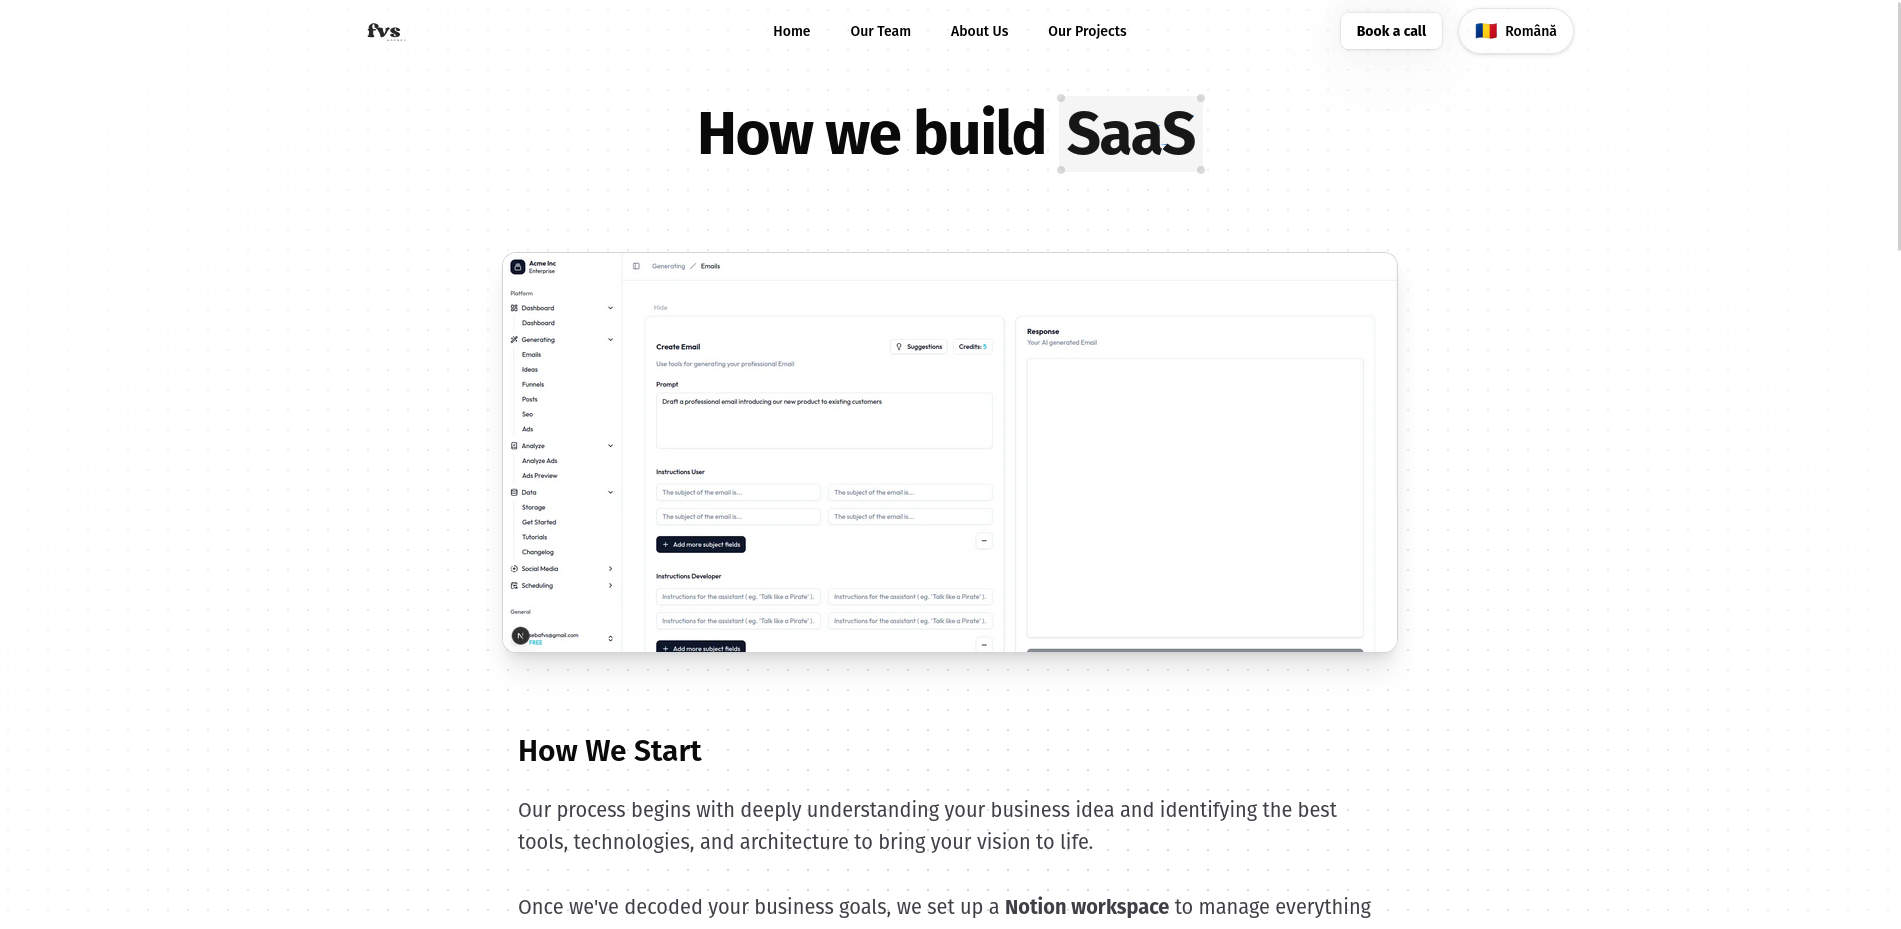 fvs
Home
Our Team
About Us
Our Projects
Book a call
Română
How we build SaaS
Acme Inc
Enterprise
Platform
Dashboard
Dashboard
Generating
Emails
Ideas
Funnels
Posts
Seo
Ads
Analyze
Analyze Ads
Ads Preview
Data
Storage
Get Started
Tutorials
Changelog
Social Media
Scheduling
General
N
sebafvs@gmail.com
FREE
Generating / Emails
Hide
Create Email
Suggestions
Credits: 5
Use tools for generating your professional Email
Prompt
Draft a professional email introducing our new product to existing customers
Instructions User
The subject of the email is...
The subject of the email is...
The subject of the email is...
The subject of the email is...
+ Add more subject fields
Instructions Developer
Instructions for the assistant ( eg. 'Talk like a Pirate' ).
Instructions for the assistant ( eg. 'Talk like a Pirate' ).
Instructions for the assistant ( eg. 'Talk like a Pirate' ).
Instructions for the assistant ( eg. 'Talk like a Pirate' ).
+ Add more subject fields
Response
Your AI generated Email
How We Start
Our process begins with deeply understanding your business idea and identifying the best
tools, technologies, and architecture to bring your vision to life.
Once we've decoded your business goals, we set up a Notion workspace to manage everything